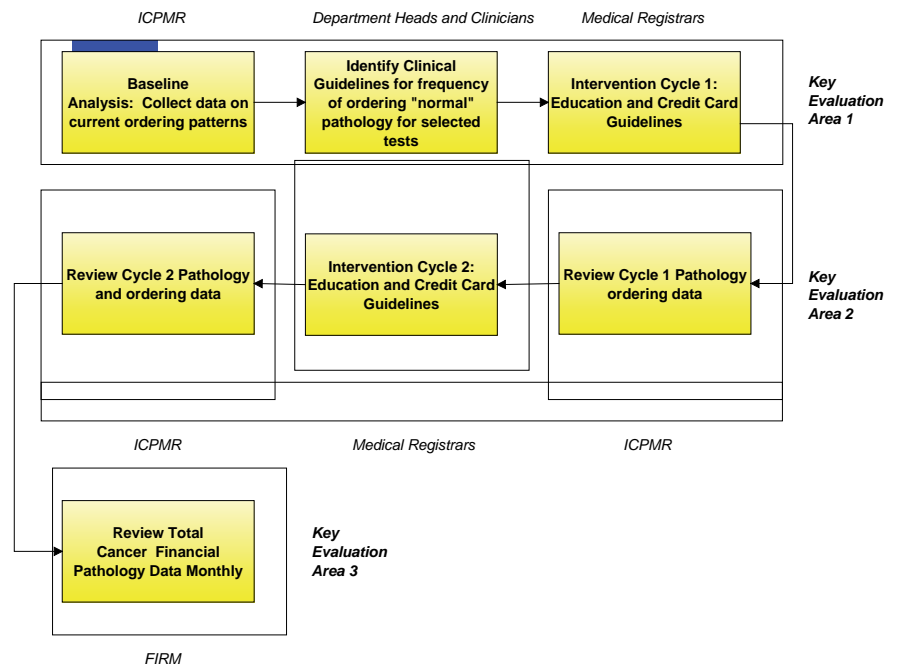 ICPMR
Department Heads and Clinicians
Medical Registrars
Baseline
Analysis: Collect data on
current ordering patterns
Identify Clinical
Guidelines for frequency
of ordering "normal"
pathology for selected
tests
Intervention Cycle 1:
Education and Credit Card
Guidelines
Key
Evaluation
Area 1
Review Cycle 2 Pathology
and ordering data
Intervention Cycle 2:
Education and Credit Card
Guidelines
Review Cycle 1 Pathology
ordering data
Key
Evaluation
Area 2
ICPMR
Medical Registrars
ICPMR
Review Total
Cancer Financial
Pathology Data Monthly
Key
Evaluation
Area 3
FIRM